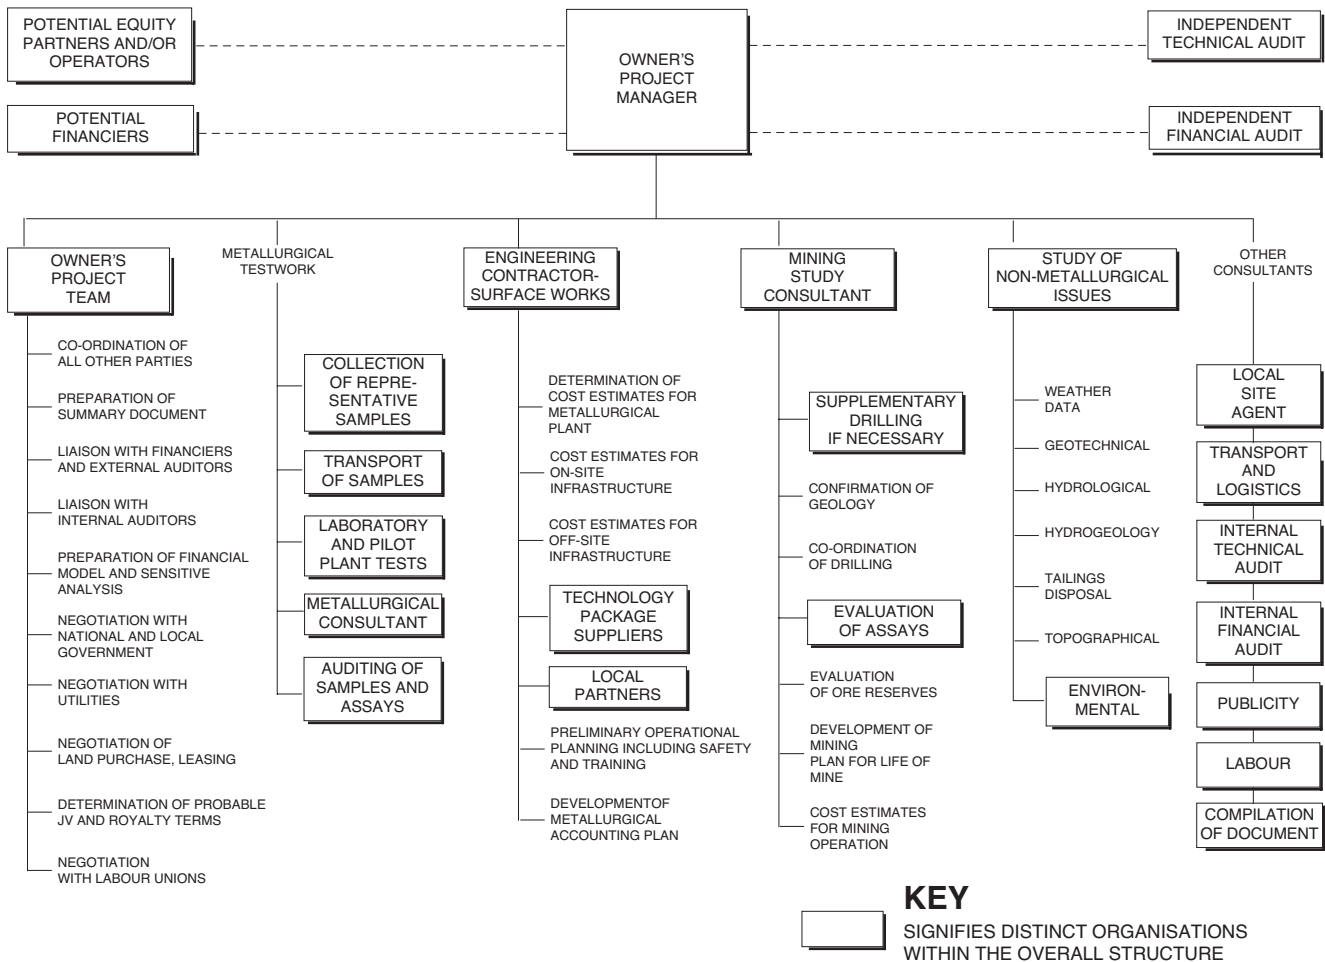 POTENTIAL EQUITY
PARTNERS AND/OR
OPERATORS
POTENTIAL
FINANCIERS
OWNER'S
PROJECT
MANAGER
INDEPENDENT
TECHNICAL AUDIT
INDEPENDENT
FINANCIAL AUDIT
OWNER'S
PROJECT
TEAM
CO-ORDINATION OF
ALL OTHER PARTIES
PREPARATION OF
SUMMARY DOCUMENT
LIAISON WITH FINANCIERS
AND EXTERNAL AUDITORS
LIAISON WITH
INTERNAL AUDITORS
PREPARATION OF FINANCIAL
MODEL AND SENSITIVE
ANALYSIS
NEGOTIATION WITH
NATIONAL AND LOCAL
GOVERNMENT
NEGOTIATION WITH
UTILITIES
NEGOTIATION OF
LAND PURCHASE, LEASING
DETERMINATION OF PROBABLE
JV AND ROYALTY TERMS
NEGOTIATION
WITH LABOUR UNIONS
METALLURGICAL
TESTWORK
COLLECTION
OF REPRE-
SENTATIVE
SAMPLES
TRANSPORT
OF SAMPLES
LABORATORY
AND PILOT
PLANT TESTS
METALLURGICAL
CONSULTANT
AUDITING OF
SAMPLES AND
ASSAYS
ENGINEERING
CONTRACTOR-
SURFACE WORKS
DETERMINATION OF
COST ESTIMATES FOR
METALLURGICAL
PLANT
COST ESTIMATES FOR
ON-SITE
INFRASTRUCTURE
COST ESTIMATES FOR
OFF-SITE
INFRASTRUCTURE
TECHNOLOGY
PACKAGE
SUPPLIERS
LOCAL
PARTNERS
PRELIMINARY OPERATIONAL
PLANNING INCLUDING SAFETY
AND TRAINING
DEVELOPMENTOF
METALLURGICAL
ACCOUNTING PLAN
MINING
STUDY
CONSULTANT
SUPPLEMENTARY
DRILLING
IF NECESSARY
CONFIRMATION OF
GEOLOGY
CO-ORDINATION
OF DRILLING
EVALUATION
OF ASSAYS
EVALUATION
OF ORE RESERVES
DEVELOPMENT OF
MINING
PLAN FOR LIFE OF
MINE
COST ESTIMATES
FOR MINING
OPERATION
STUDY OF
NON-METALLURGICAL
ISSUES
WEATHER
DATA
GEOTECHNICAL
HYDROLOGICAL
HYDROGEOLOGY
TAILINGS
DISPOSAL
TOPOGRAPHICAL
ENVIRON-
MENTAL
OTHER
CONSULTANTS
LOCAL
SITE
AGENT
TRANSPORT
AND
LOGISTICS
INTERNAL
TECHNICAL
AUDIT
INTERNAL
FINANCIAL
AUDIT
PUBLICITY
LABOUR
COMPILATION
OF DOCUMENT
KEY
SIGNIFIES DISTINCT ORGANISATIONS
WITHIN THE OVERALL STRUCTURE